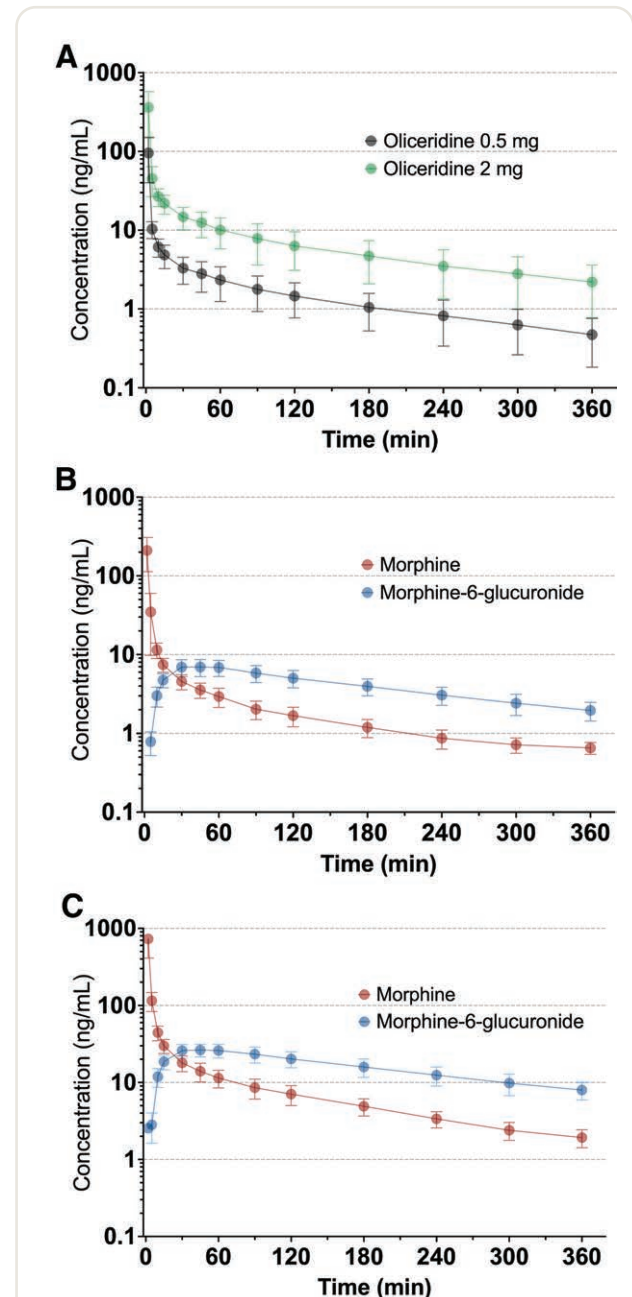 A
1000
100
10
1
0.1
Concentration (ng/mL)
Oliceridine 0.5 mg
Oliceridine 2 mg
0 60 120 180 240 300 360
Time (min)
B
1000
100
10
1
0.1
Concentration (ng/mL)
Morphine
Morphine-6-glucuronide
0 60 120 180 240 300 360
Time (min)
C
1000
100
10
1
0.1
Concentration (ng/mL)
Morphine
Morphine-6-glucuronide
0 60 120 180 240 300 360
Time (min)